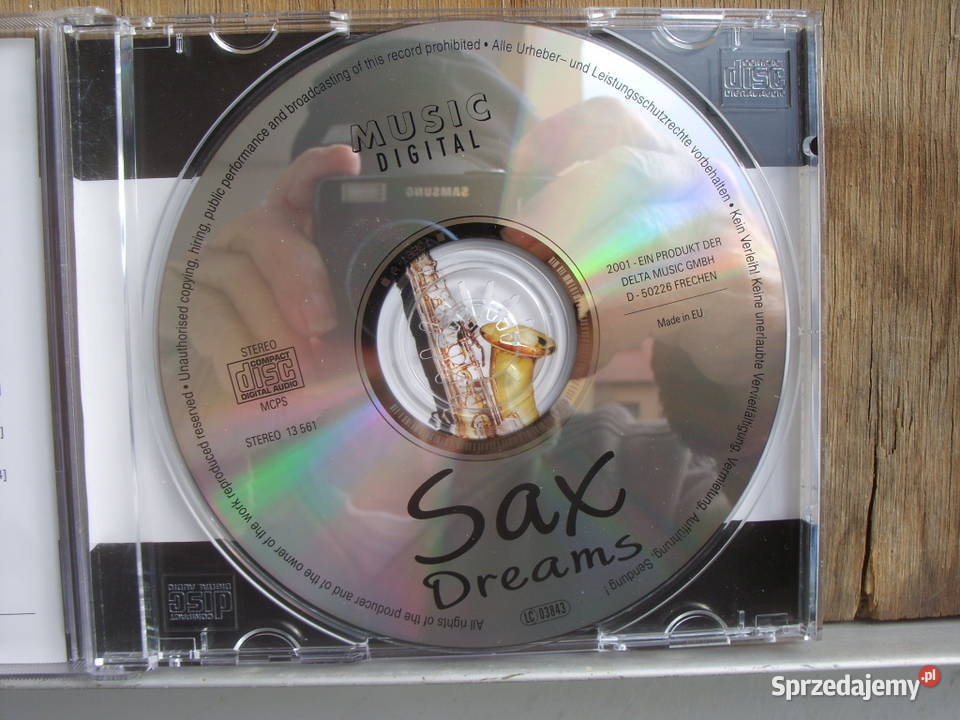 All rights of the producer and of the owner of the work reproduced reserved • Unauthorised copying, hiring, public performance and broadcasting of this record prohibited • Alle Urheber- und Leistungsschutzrechte vorbehalten • Kein Verleih! Keine unerlaubte Vervielfältigung, Vermietung, Aufführung, Sendung!
MUSIC
DIGITAL
SAMSUNG
2001 - EIN PRODUKT DER
DELTA MUSIC GMBH
D - 50226 FRECHEN
Made in EU
STEREO
COMPACT
disc
DIGITAL AUDIO
MCPS
STEREO 13 561
Sax
Dreams
LC 03843
COMPACT
disc
DIGITAL AUDIO
COMPACT
disc
DIGITAL AUDIO
Sprzedajemy.pl